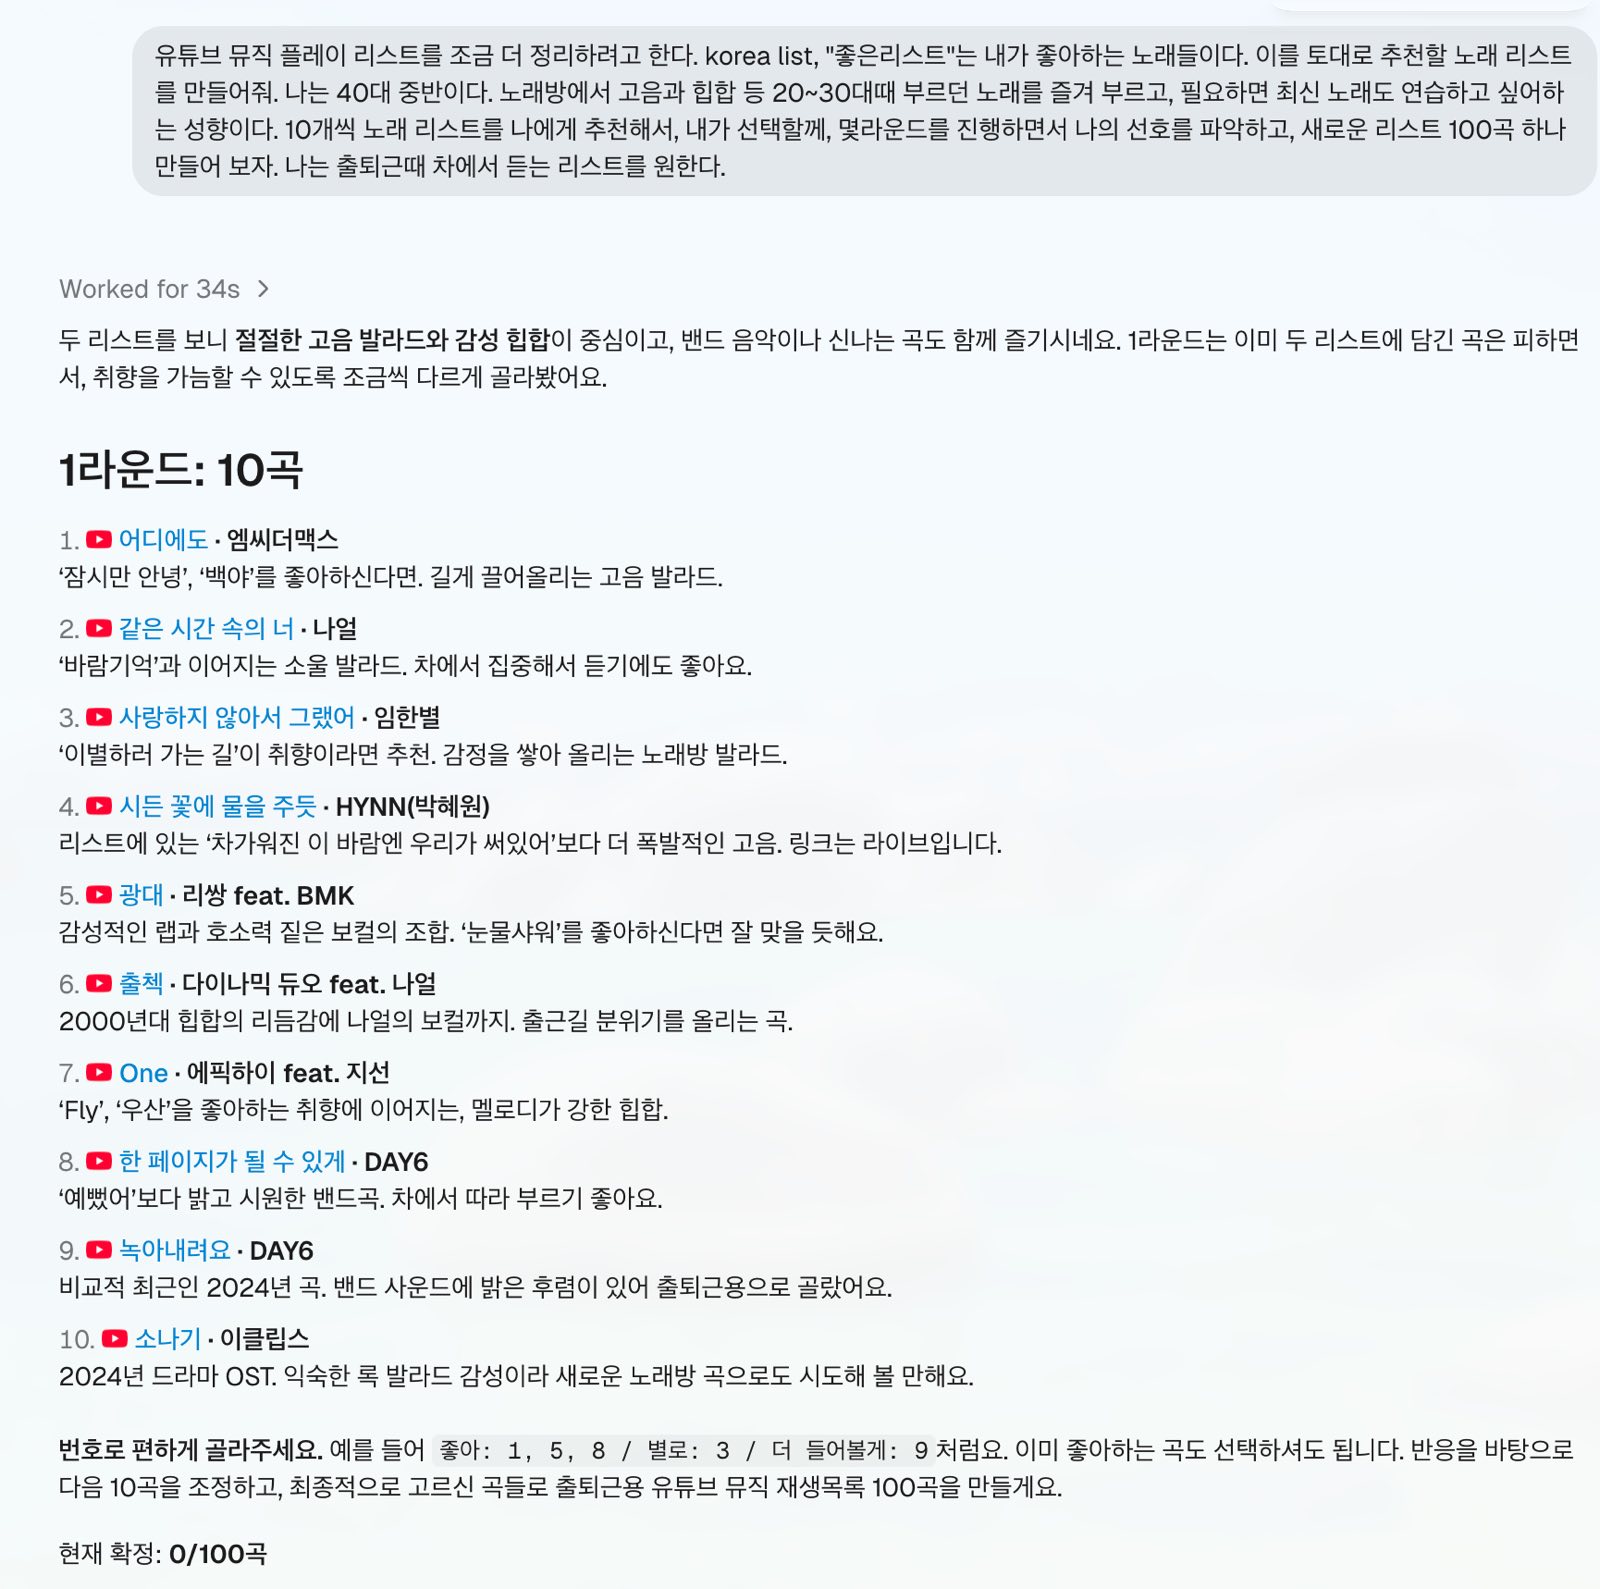 유튜브 뮤직 플레이 리스트를 조금 더 정리하려고 한다. korea list, "좋은리스트"는 내가 좋아하는 노래들이다. 이를 토대로 추천할 노래 리스트
를 만들어줘. 나는 40대 중반이다. 노래방에서 고음과 힙합 등 20~30대때 부르던 노래를 즐겨 부르고, 필요하면 최신 노래도 연습하고 싶어하
는 성향이다. 10개씩 노래 리스트를 나에게 추천해서, 내가 선택할께, 몇라운드를 진행하면서 나의 선호를 파악하고, 새로운 리스트 100곡 하나
만들어 보자. 나는 출퇴근때 차에서 듣는 리스트를 원한다.
Worked for 34s >
두 리스트를 보니 절절한 고음 발라드와 감성 힙합이 중심이고, 밴드 음악이나 신나는 곡도 함께 즐기시네요. 1라운드는 이미 두 리스트에 담긴 곡은 피하면
서, 취향을 가늠할 수 있도록 조금씩 다르게 골라봤어요.
1라운드: 10곡
1. 어디에도 · 엠씨더맥스
‘잠시만 안녕’, ‘백야’를 좋아하신다면. 길게 끌어올리는 고음 발라드.
2. 같은 시간 속의 너 · 나얼
‘바람기억’과 이어지는 소울 발라드. 차에서 집중해서 듣기에도 좋아요.
3. 사랑하지 않아서 그랬어 · 임한별
‘이별하러 가는 길’이 취향이라면 추천. 감정을 쌓아 올리는 노래방 발라드.
4. 시든 꽃에 물을 주듯 · HYNN(박혜원)
리스트에 있는 ‘차가워진 이 바람엔 우리가 써있어’보다 더 폭발적인 고음. 링크는 라이브입니다.
5. 광대 · 리쌍 feat. BMK
감성적인 랩과 호소력 짙은 보컬의 조합. ‘눈물샤워’를 좋아하신다면 잘 맞을 듯해요.
6. 출첵 · 다이나믹 듀오 feat. 나얼
2000년대 힙합의 리듬감에 나얼의 보컬까지. 출근길 분위기를 올리는 곡.
7. One · 에픽하이 feat. 지선
‘Fly’, ‘우산’을 좋아하는 취향에 이어지는, 멜로디가 강한 힙합.
8. 한 페이지가 될 수 있게 · DAY6
‘예뻤어’보다 밝고 시원한 밴드곡. 차에서 따라 부르기 좋아요.
9. 녹아내려요 · DAY6
비교적 최근인 2024년 곡. 밴드 사운드에 밝은 후렴이 있어 출퇴근용으로 골랐어요.
10. 소나기 · 이클립스
2024년 드라마 OST. 익숙한 록 발라드 감성이라 새로운 노래방 곡으로도 시도해 볼 만해요.
번호로 편하게 골라주세요. 예를 들어 좋아: 1, 5, 8 / 별로: 3 / 더 들어볼게: 9처럼요. 이미 좋아하는 곡도 선택하셔도 됩니다. 반응을 바탕으로
다음 10곡을 조정하고, 최종적으로 고르신 곡들로 출퇴근용 유튜브 뮤직 재생목록 100곡을 만들게요.
현재 확정: 0/100곡